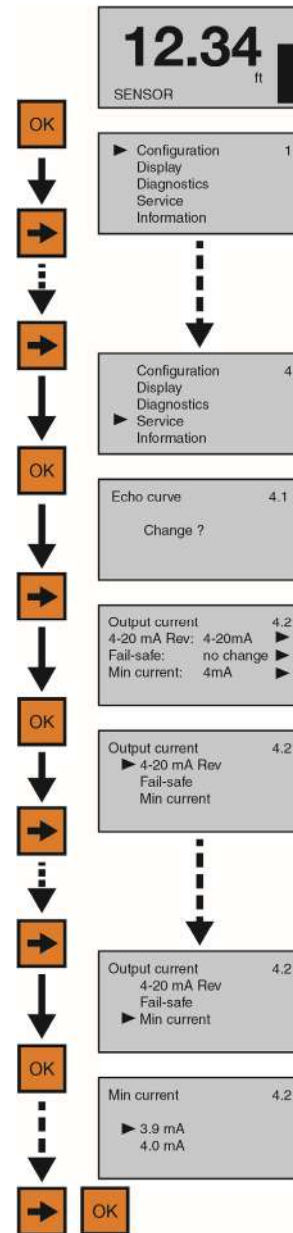 12.34
ft
SENSOR
OK
► Configuration 1
Display
Diagnostics
Service
Information
Configuration 4
Display
Diagnostics
► Service
Information
OK
Echo curve 4.1
Change ?
Output current 4.2
4-20 mA Rev: 4-20mA ►
Fail-safe: no change ►
Min current: 4mA ►
OK
Output current 4.2
► 4-20 mA Rev
Fail-safe
Min current
Output current 4.2
4-20 mA Rev
Fail-safe
► Min current
OK
Min current 4.2
► 3.9 mA
4.0 mA
OK